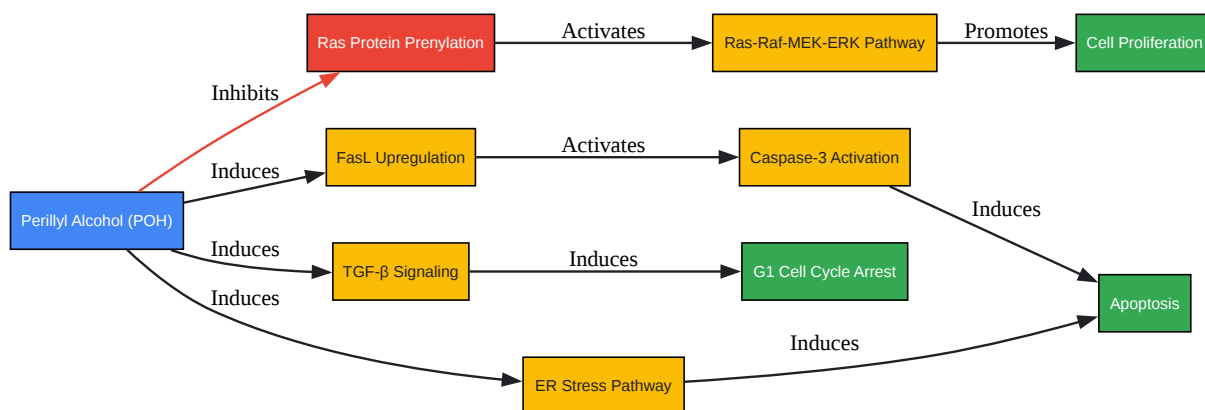 Ras Protein Prenylation
Activates
Ras-Raf-MEK-ERK Pathway
Promotes
Cell Proliferation
Inhibits
FasL Upregulation
Activates
Caspase-3 Activation
Induces
Perillyl Alcohol (POH)
Induces
Induces
TGF-β Signaling
Induces
G1 Cell Cycle Arrest
Apoptosis
Induces
ER Stress Pathway
Induces